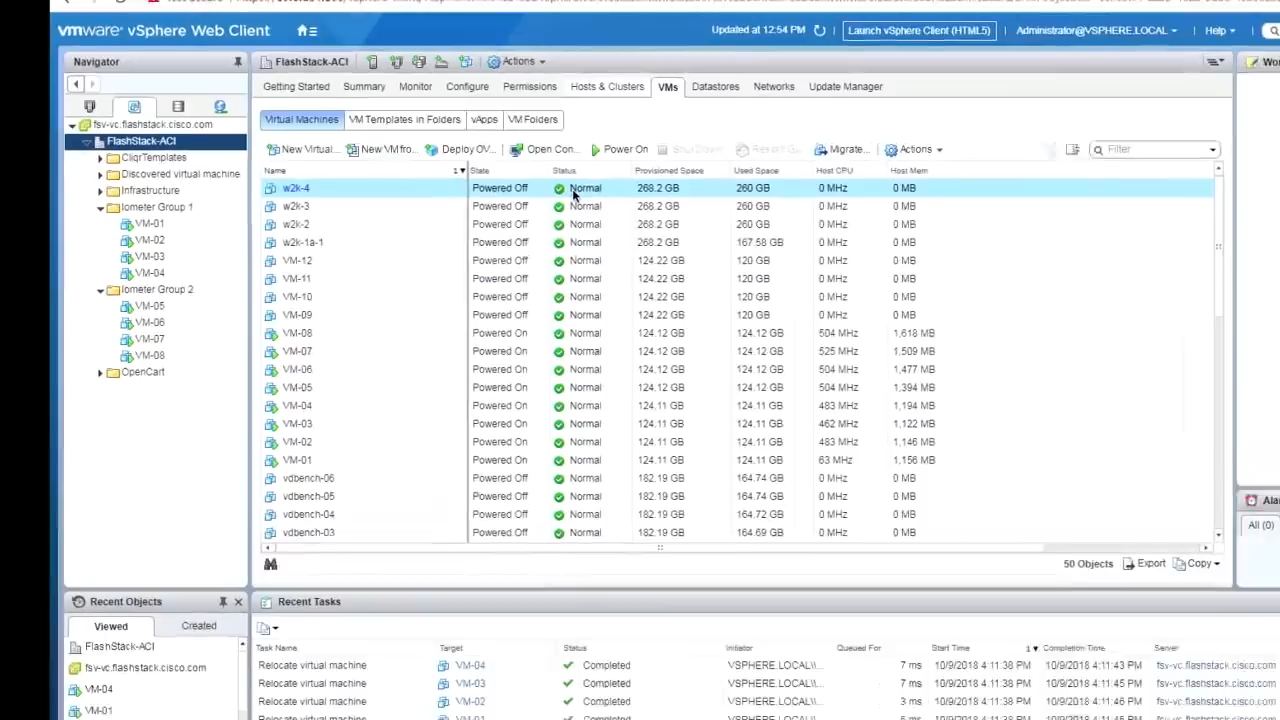 vmware® vSphere Web Client
Updated at 12:54 PM
Launch vSphere Client (HTML5)
Administrator@VSPHERE.LOCAL
Help
Navigator
fsv-vc.flashstack.cisco.com
FlashStack-ACI
CliqrTemplates
Discovered virtual machine
Infrastructure
Iometer Group 1
VM-01
VM-02
VM-03
VM-04
Iometer Group 2
VM-05
VM-06
VM-07
VM-08
OpenCart
FlashStack-ACI
Actions
Getting Started Summary Monitor Configure Permissions Hosts & Clusters VMs Datastores Networks Update Manager
Virtual Machines VM Templates in Folders vApps VM Folders
New Virtual... New VM fro... Deploy OV... Open Con... Power On Migrate... Actions Filter
Name 1 State Status Provisioned Space Used Space Host CPU Host Mem
w2k-4 Powered Off Normal 268.2 GB 260 GB 0 MHz 0 MB
w2k-3 Powered Off Normal 268.2 GB 260 GB 0 MHz 0 MB
w2k-2 Powered Off Normal 268.2 GB 260 GB 0 MHz 0 MB
w2k-1a-1 Powered Off Normal 268.2 GB 167.58 GB 0 MHz 0 MB
VM-12 Powered Off Normal 124.22 GB 120 GB 0 MHz 0 MB
VM-11 Powered Off Normal 124.22 GB 120 GB 0 MHz 0 MB
VM-10 Powered Off Normal 124.22 GB 120 GB 0 MHz 0 MB
VM-09 Powered Off Normal 124.22 GB 120 GB 0 MHz 0 MB
VM-08 Powered On Normal 124.12 GB 124.12 GB 504 MHz 1,618 MB
VM-07 Powered On Normal 124.12 GB 124.12 GB 525 MHz 1,509 MB
VM-06 Powered On Normal 124.12 GB 124.12 GB 504 MHz 1,477 MB
VM-05 Powered On Normal 124.12 GB 124.12 GB 504 MHz 1,394 MB
VM-04 Powered On Normal 124.11 GB 124.11 GB 483 MHz 1,194 MB
VM-03 Powered On Normal 124.11 GB 124.11 GB 462 MHz 1,122 MB
VM-02 Powered On Normal 124.11 GB 124.11 GB 483 MHz 1,146 MB
VM-01 Powered On Normal 124.11 GB 124.11 GB 63 MHz 1,156 MB
vdbench-06 Powered Off Normal 182.19 GB 164.74 GB 0 MHz 0 MB
vdbench-05 Powered Off Normal 182.19 GB 164.74 GB 0 MHz 0 MB
vdbench-04 Powered Off Normal 182.19 GB 164.72 GB 0 MHz 0 MB
vdbench-03 Powered Off Normal 182.19 GB 164.69 GB 0 MHz 0 MB
50 Objects Export Copy
All (0)
Recent Objects
Viewed Created
FlashStack-ACI
fsv-vc.flashstack.cisco.com
VM-04
VM-01
Recent Tasks
Task Name Target Status Initiator Queued For Start Time 1 Completion Time Server
Relocate virtual machine VM-04 Completed VSPHERE.LOCAL\\... 7 ms 10/9/2018 4:11:38 PM 10/9/2018 4:11:43 PM fsv-vc.flashstack.cisco.com
Relocate virtual machine VM-03 Completed VSPHERE.LOCAL\\... 7 ms 10/9/2018 4:11:38 PM 10/9/2018 4:11:45 PM fsv-vc.flashstack.cisco.com
Relocate virtual machine VM-02 Completed VSPHERE.LOCAL\\... 3 ms 10/9/2018 4:11:38 PM 10/9/2018 4:11:46 PM fsv-vc.flashstack.cisco.com